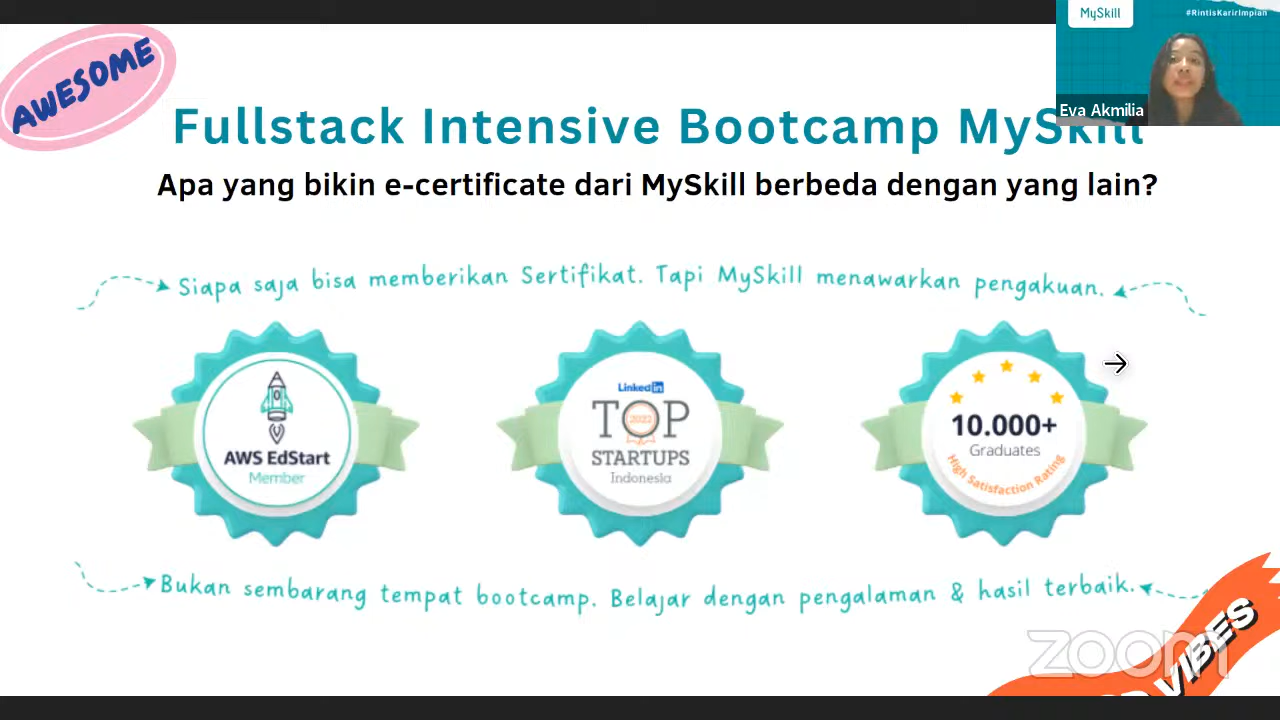 MySkill
#RintisKarirImpian
Eva Akmilia
AWESOME
Fullstack Intensive Bootcamp MySkill
Apa yang bikin e-certificate dari MySkill berbeda dengan yang lain?
Siapa saja bisa memberikan Sertifikat. Tapi MySkill menawarkan pengakuan.
AWS EdStart
Member
Linkedin
TOP
2022
STARTUPS
Indonesia
10.000+
Graduates
High Satisfaction Rating
Bukan sembarang tempat bootcamp. Belajar dengan pengalaman & hasil terbaik.
zoom
VIBES